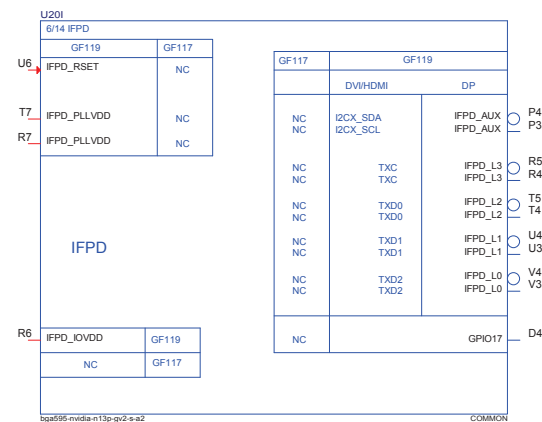 U20I
6/14 IFPD
GF119 GF117
U6 IFPD_RSET NC
T7 IFPD_PLLVDD NC
R7 IFPD_PLLVDD NC
IFPD
R6 IFPD_IOVDD GF119
NC GF117
GF117 GF119
DVI/HDMI DP
NC I2CX_SDA IFPD_AUX P4
NC I2CX_SCL IFPD_AUX P3
NC TXC IFPD_L3 R5
NC TXC IFPD_L3 R4
NC TXD0 IFPD_L2 T5
NC TXD0 IFPD_L2 T4
NC TXD1 IFPD_L1 U4
NC TXD1 IFPD_L1 U3
NC TXD2 IFPD_L0 V4
NC TXD2 IFPD_L0 V3
NC GPIO17 D4
bga595-nvidia-n13p-gv2-s-a2 COMMON